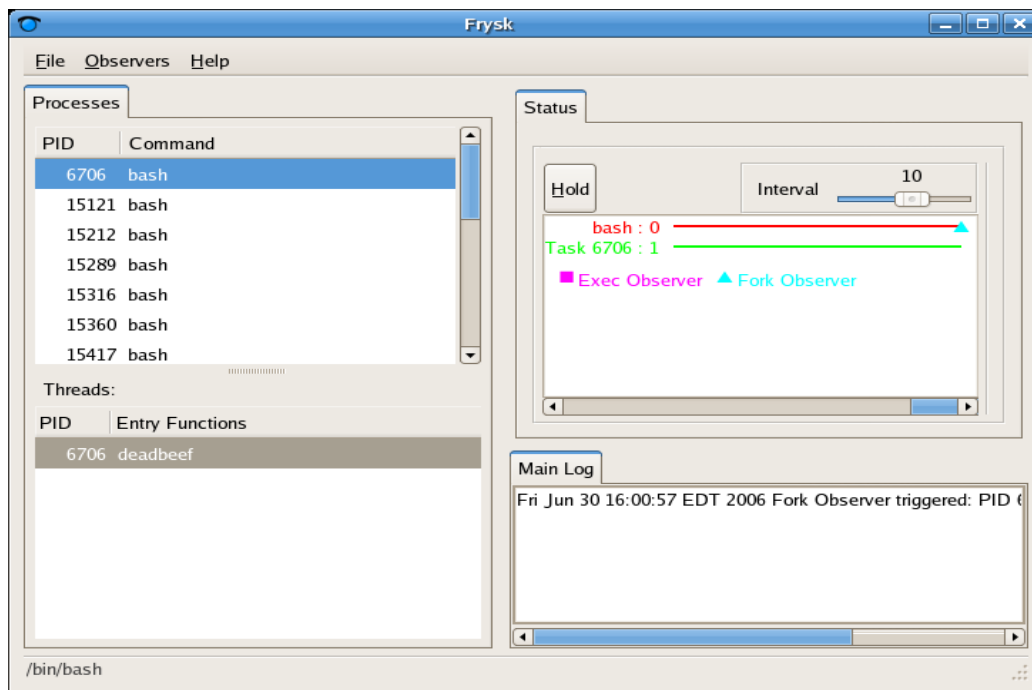 Frysk
File Observers Help
Processes
PID Command
6706 bash
15121 bash
15212 bash
15289 bash
15316 bash
15360 bash
15417 bash
Threads:
PID Entry Functions
6706 deadbeef
Status
Hold
Interval
10
bash : 0
Task 6706 : 1
Exec Observer Fork Observer
Main Log
Fri Jun 30 16:00:57 EDT 2006 Fork Observer triggered: PID 6
/bin/bash